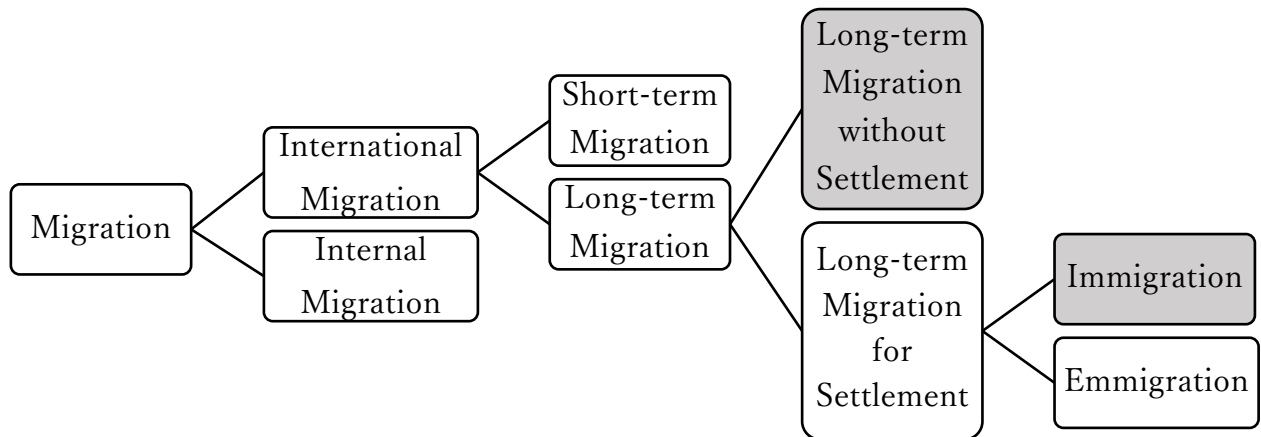 Migration
International
Migration
Internal
Migration
Short-term
Migration
Long-term
Migration
Long-term
Migration
without
Settlement
Long-term
Migration
for
Settlement
Immigration
Emmigration